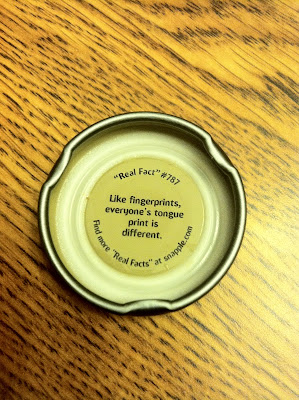 "Real Fact" #787
Like fingerprints,
everyone's tongue
print is
different.
Find more "Real Facts" at snapple.com